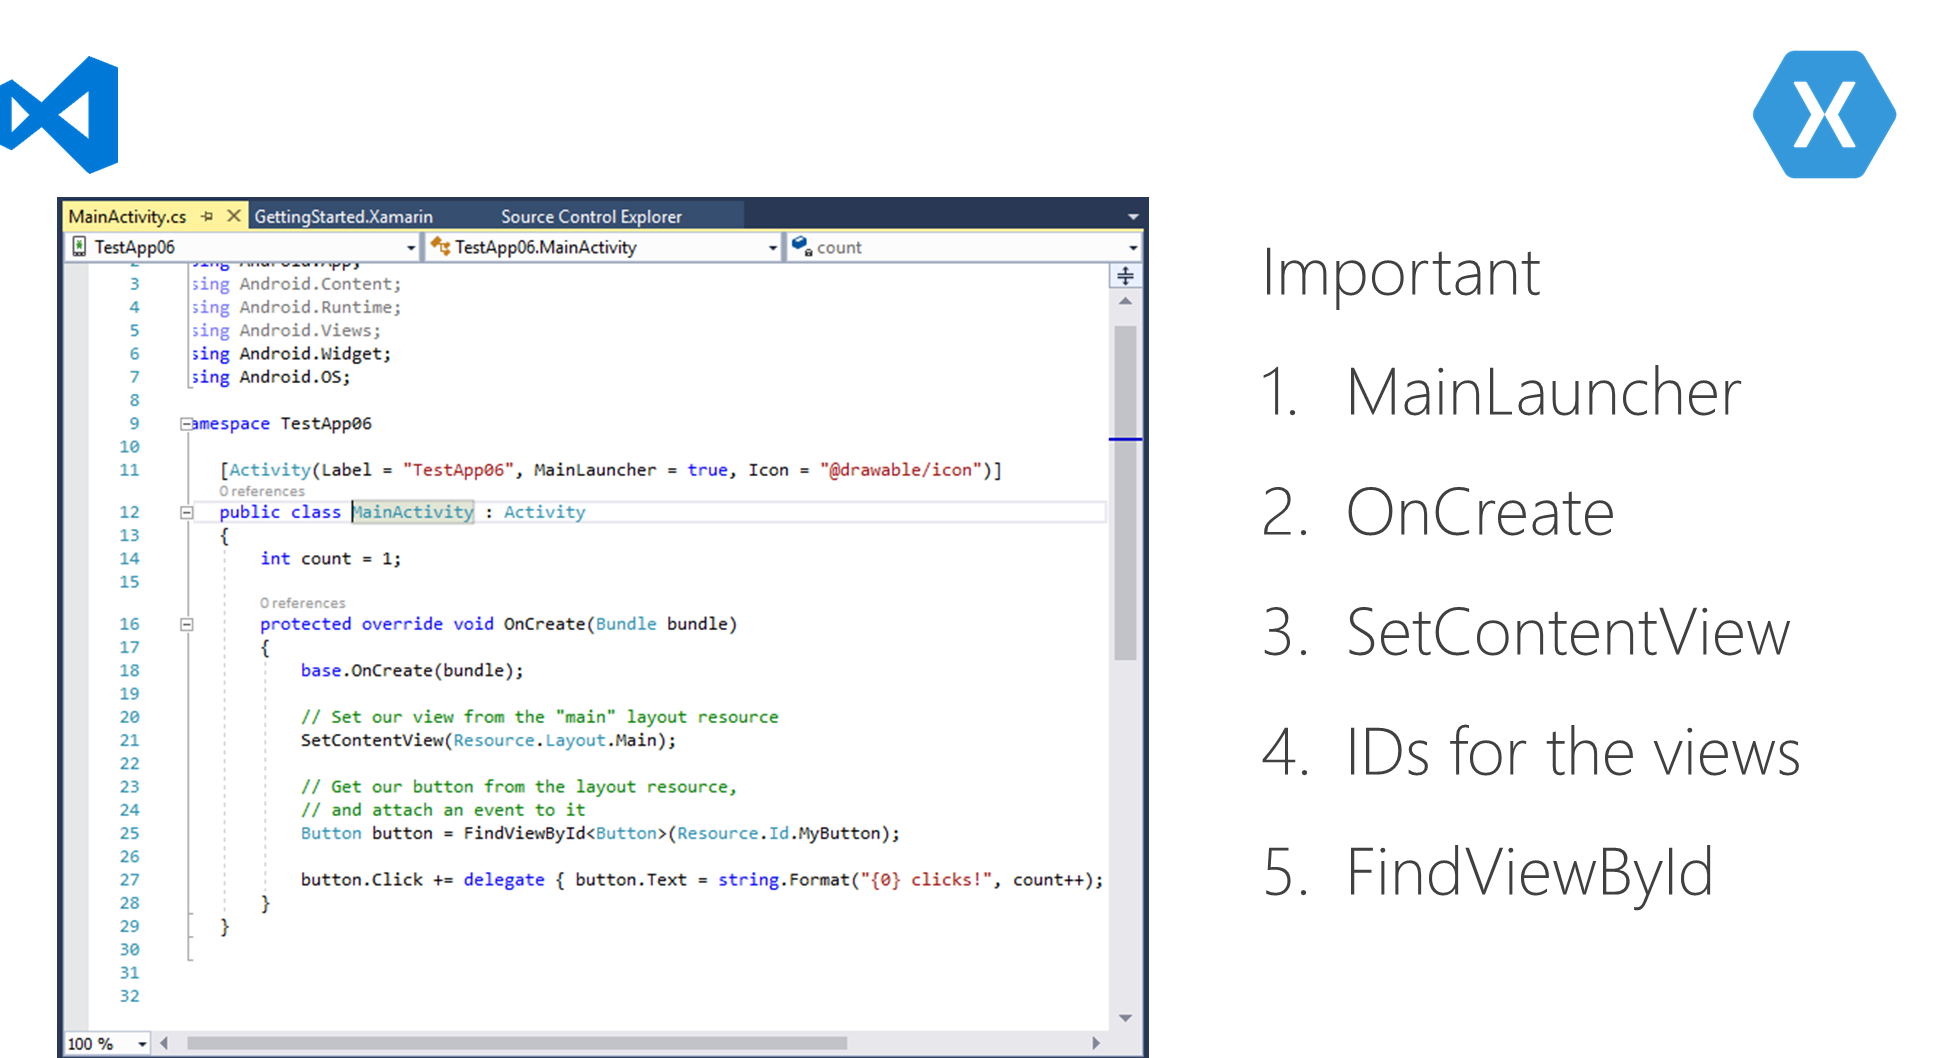 MainActivity.cs GettingStarted.Xamarin Source Control Explorer
TestApp06 TestApp06.MainActivity count
3 sing Android.Content;
4 sing Android.Runtime;
5 sing Android.Views;
6 sing Android.Widget;
7 sing Android.OS;
8
9 amespace TestApp06
10
11 [Activity(Label = "TestApp06", MainLauncher = true, Icon = "@drawable/icon")]
0 references
12 public class MainActivity : Activity
13 {
14 int count = 1;
15
0 references
16 protected override void OnCreate(Bundle bundle)
17 {
18 base.OnCreate(bundle);
19
20 // Set our view from the "main" layout resource
21 SetContentView(Resource.Layout.Main);
22
23 // Get our button from the layout resource,
24 // and attach an event to it
25 Button button = FindViewById<Button>(Resource.Id.MyButton);
26
27 button.Click += delegate { button.Text = string.Format("{0} clicks!", count++);
28 }
29 }
30
31
32
100 %
Important
1. MainLauncher
2. OnCreate
3. SetContentView
4. IDs for the views
5. FindViewById